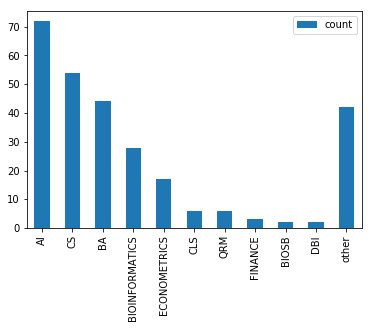 count
70
60
50
40
30
20
10
0
AI
CS
BA
BIOINFORMATICS
ECONOMETRICS
CLS
QRM
FINANCE
BIOSB
DBI
other